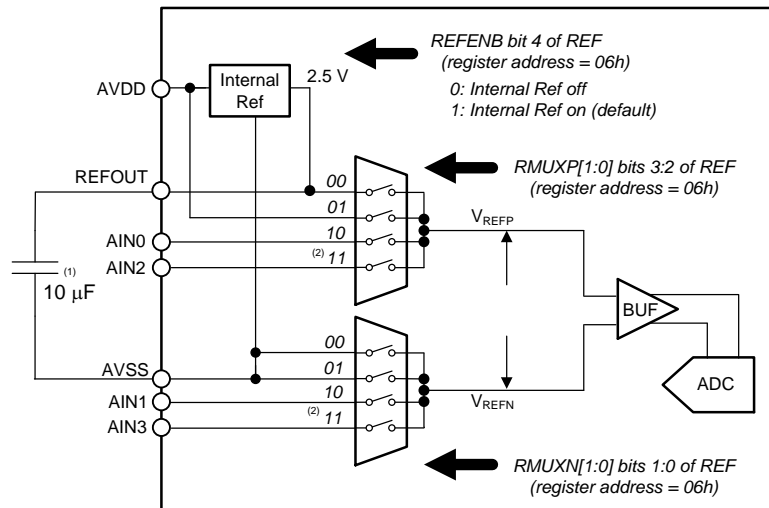 REFENB bit 4 of REF
(register address = 06h)
0: Internal Ref off
1: Internal Ref on (default)
Internal
Ref
2.5 V
AVDD
RMUXP[1:0] bits 3:2 of REF
(register address = 06h)
REFOUT
00
01
VREFP
AIN0
10
AIN2
(2) 11
(1)
10 μF
BUF
00
AVSS
01
ADC
AIN1
10
VREFN
AIN3
(2) 11
RMUXN[1:0] bits 1:0 of REF
(register address = 06h)